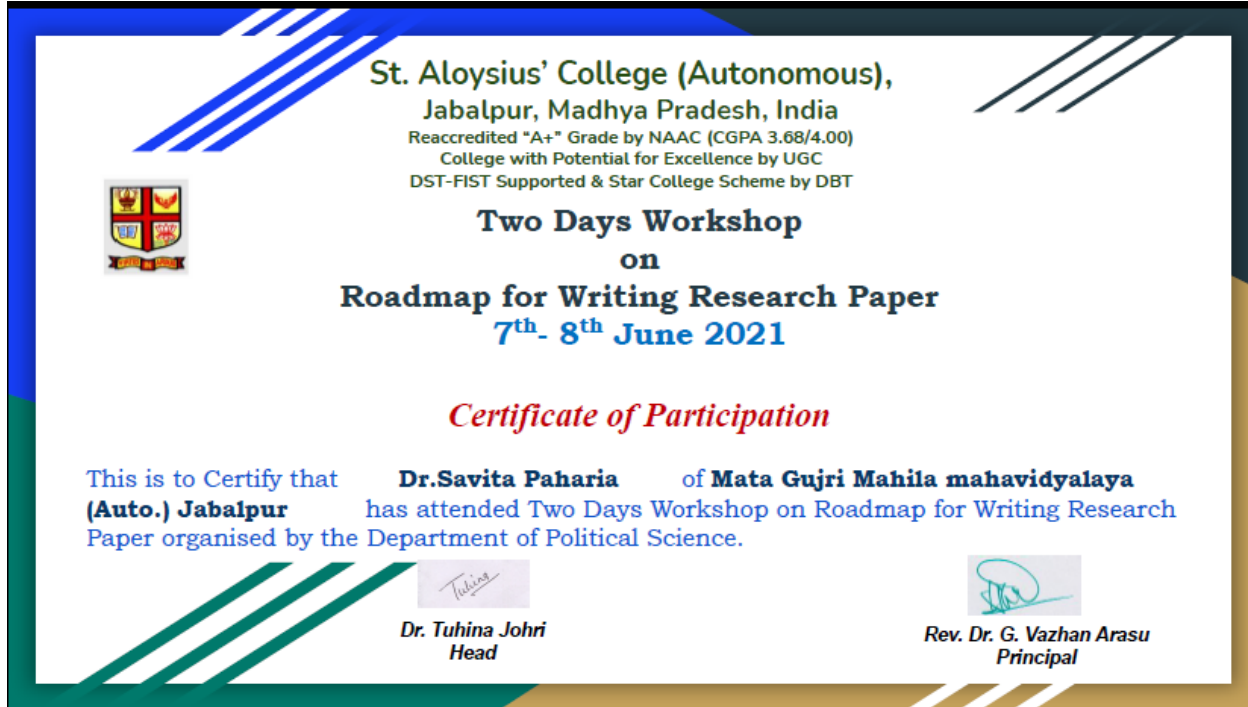 St. Aloysius’ College (Autonomous),
Jabalpur, Madhya Pradesh, India
Reaccredited "A+" Grade by NAAC (CGPA 3.68/4.00)
College with Potential for Excellence by UGC
DST-FIST Supported & Star College Scheme by DBT
Two Days Workshop
on
Roadmap for Writing Research Paper
7th- 8th June 2021
Certificate of Participation
This is to Certify that Dr.Savita Paharia of Mata Gujri Mahila mahavidyalaya
(Auto.) Jabalpur has attended Two Days Workshop on Roadmap for Writing Research
Paper organised by the Department of Political Science.
Tuhina
Dr. Tuhina Johri
Head
Rev. Dr. G. Vazhan Arasu
Principal